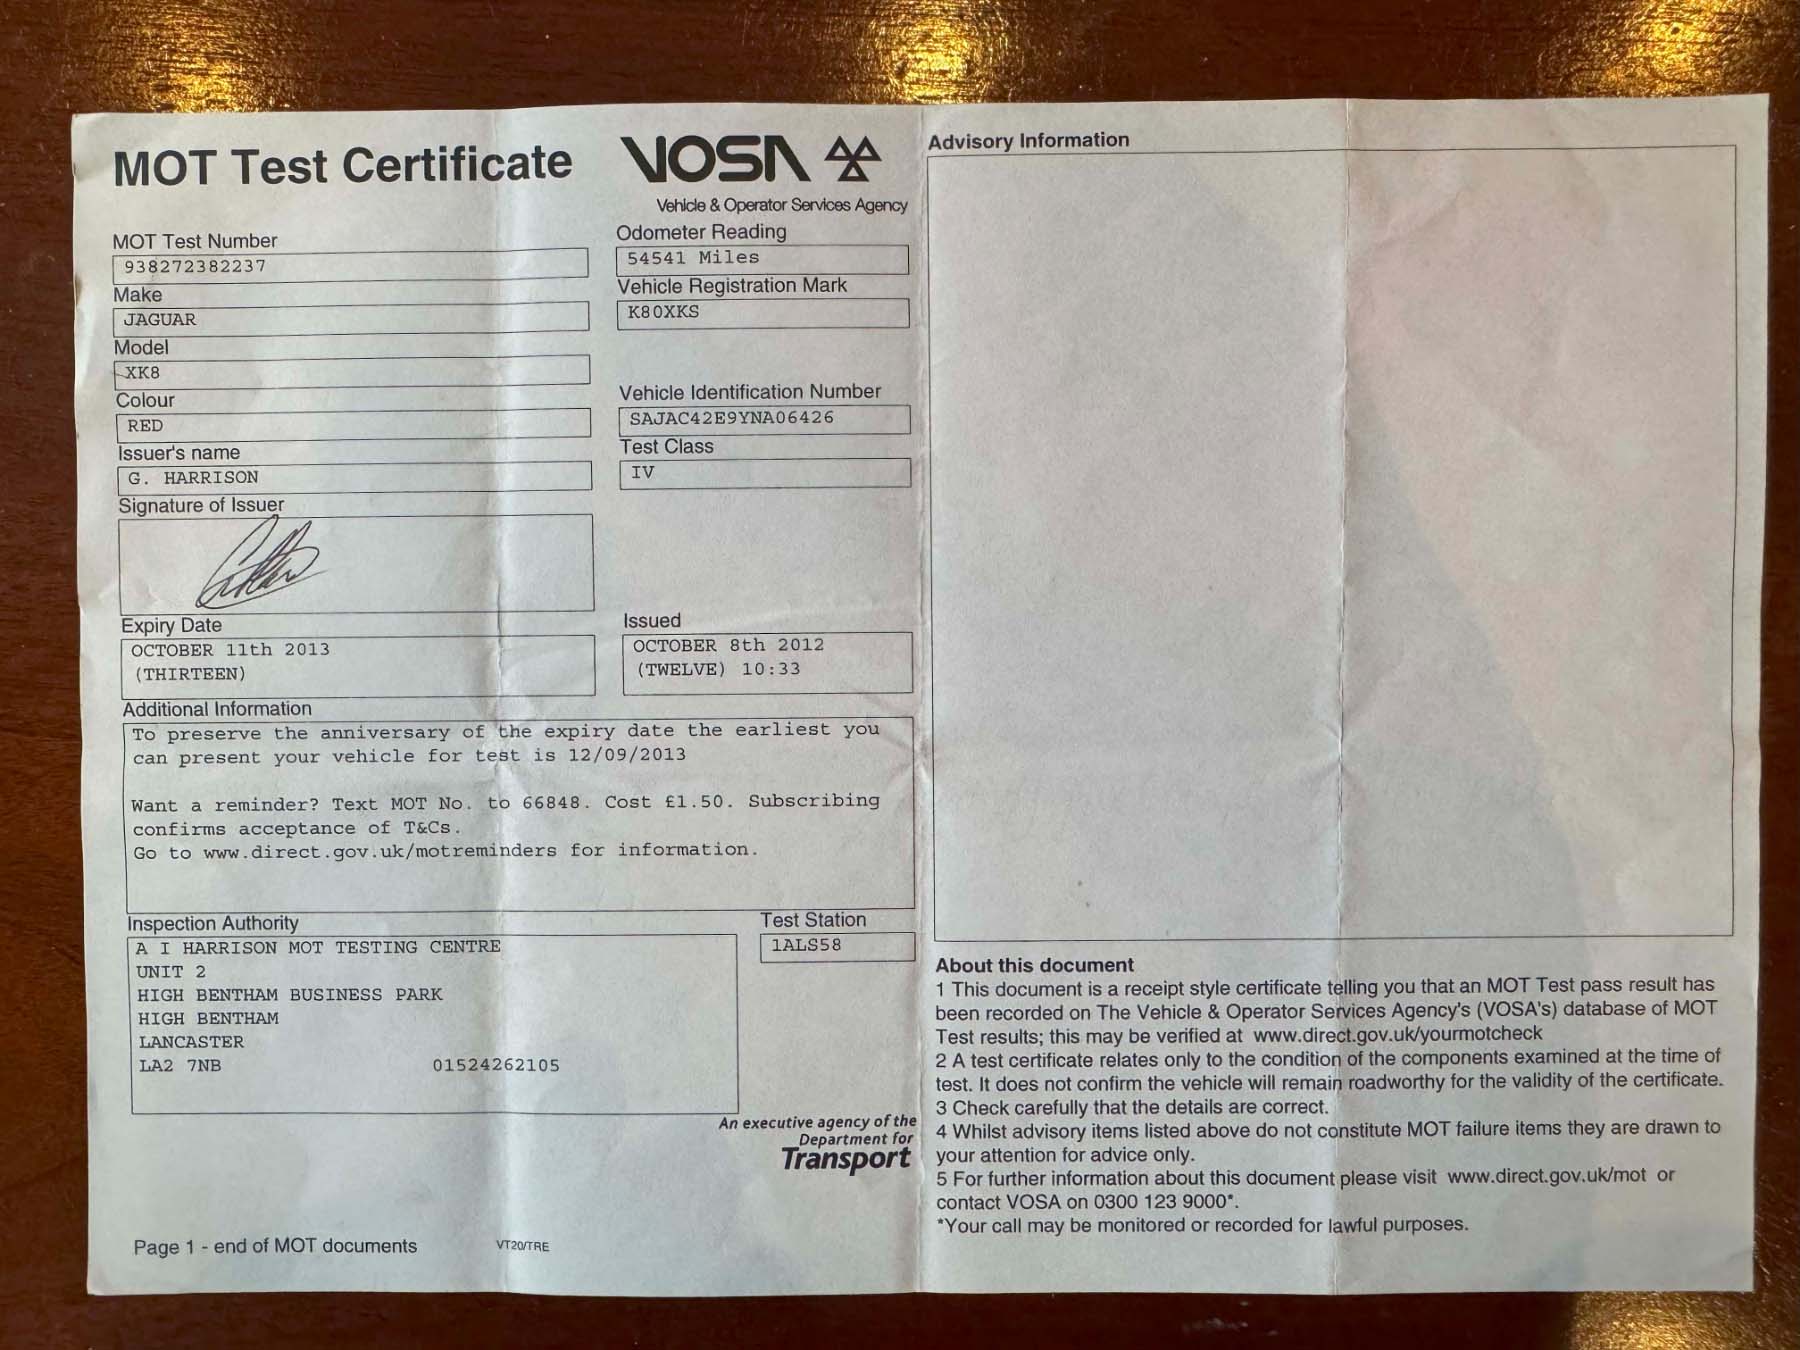 MOT Test Certificate
VOSA
Vehicle & Operator Services Agency
MOT Test Number
938272382237
Make
JAGUAR
Model
XK8
Colour
RED
Issuer's name
G. HARRISON
Signature of Issuer
Expiry Date
OCTOBER 11th 2013
(THIRTEEN)
Odometer Reading
54541 Miles
Vehicle Registration Mark
K80XKS
Vehicle Identification Number
SAJAC42E9YNA06426
Test Class
IV
Issued
OCTOBER 8th 2012
(TWELVE) 10:33
Additional Information
To preserve the anniversary of the expiry date the earliest you
can present your vehicle for test is 12/09/2013
Want a reminder? Text MOT No. to 66848. Cost £1.50. Subscribing
confirms acceptance of T&Cs.
Go to www.direct.gov.uk/motreminders for information.
Inspection Authority
A I HARRISON MOT TESTING CENTRE
UNIT 2
HIGH BENTHAM BUSINESS PARK
HIGH BENTHAM
LANCASTER
LA2 7NB 01524262105
Test Station
1ALS58
An executive agency of the
Department for
Transport
Page 1 - end of MOT documents VT20/TRE
Advisory Information
About this document
1 This document is a receipt style certificate telling you that an MOT Test pass result has
been recorded on The Vehicle & Operator Services Agency's (VOSA's) database of MOT
Test results; this may be verified at www.direct.gov.uk/yourmotcheck
2 A test certificate relates only to the condition of the components examined at the time of
test. It does not confirm the vehicle will remain roadworthy for the validity of the certificate.
3 Check carefully that the details are correct.
4 Whilst advisory items listed above do not constitute MOT failure items they are drawn to
your attention for advice only.
5 For further information about this document please visit www.direct.gov.uk/mot or
contact VOSA on 0300 123 9000*.
*Your call may be monitored or recorded for lawful purposes.